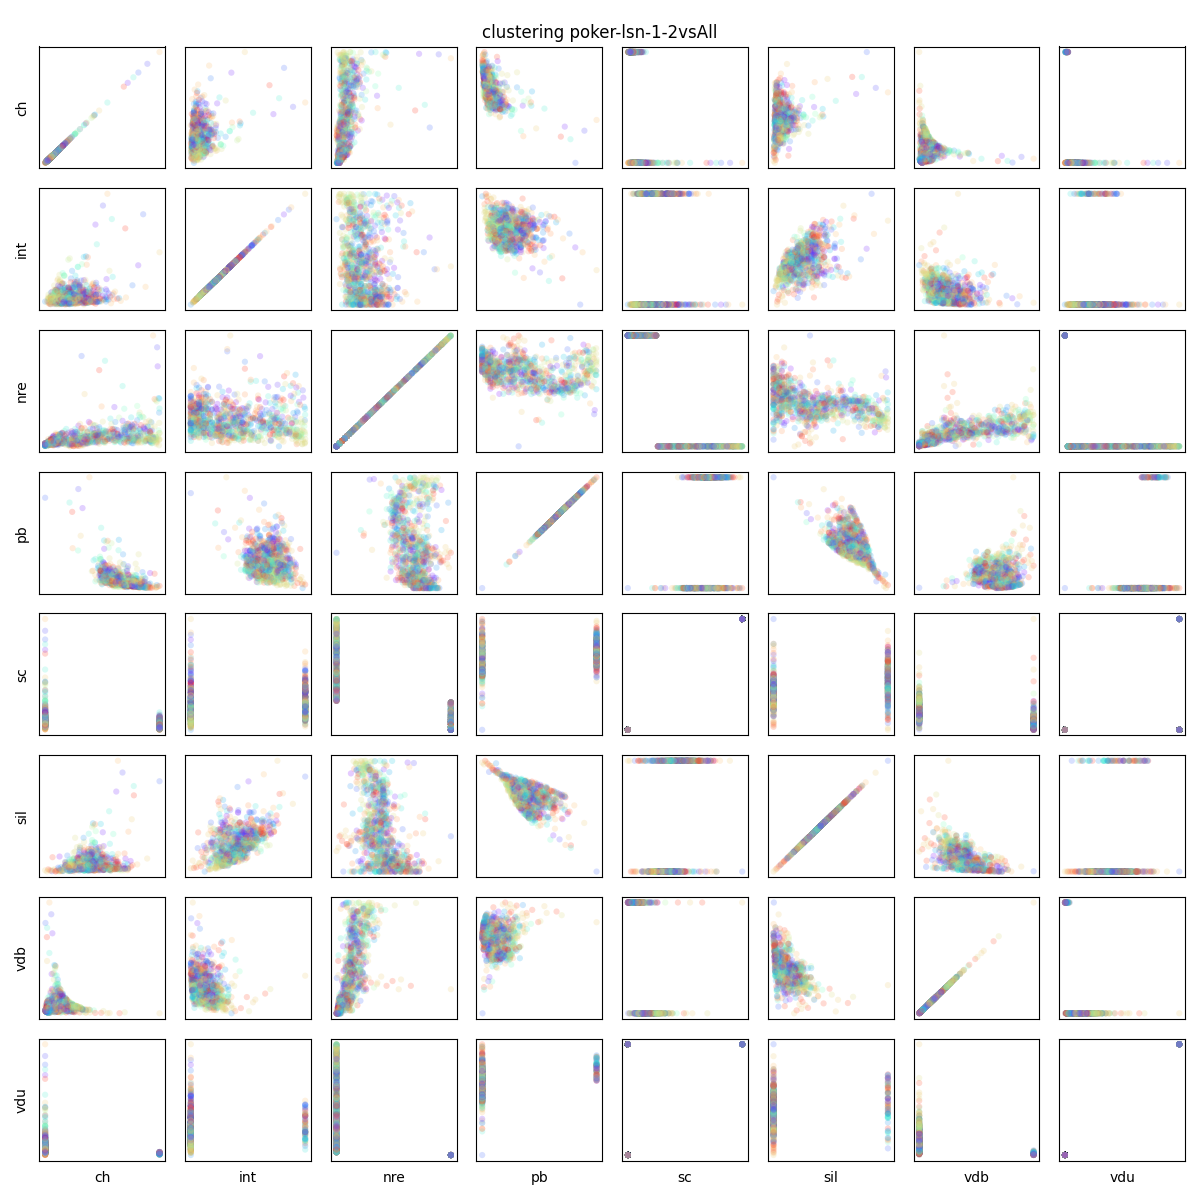 clustering poker-lsn-1-2vsAll
ch
int
nre
pb
sc
sil
vdb
vdu
ch int nre pb sc sil vdb vdu